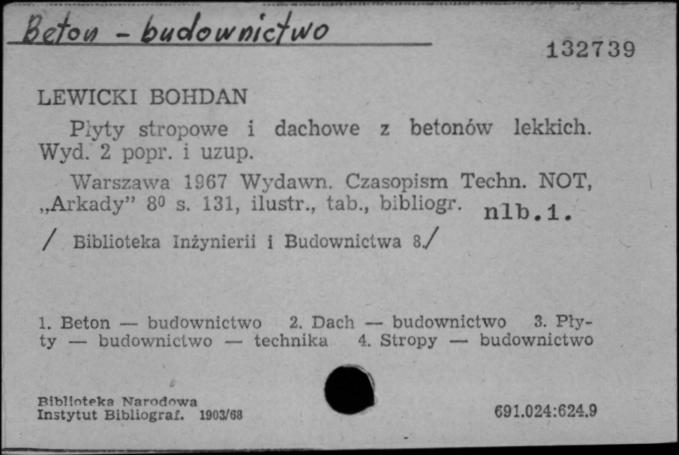 Beton - budownictwo
132739
LEWICKI BOHDAN
Płyty stropowe i dachowe z betonów lekkich.
Wyd. 2 popr. i uzup.
Warszawa 1967 Wydawn. Czasopism Techn. NOT,
„Arkady” 8⁰ s. 131, ilustr., tab., bibliogr. nlb.1.
/ Biblioteka Inżynierii i Budownictwa 8/
1. Beton — budownictwo 2. Dach — budownictwo 3. Pły-
ty — budownictwo — technika 4. Stropy — budownictwo
Biblioteka Narodowa
Instytut Bibliograf. 1903/68
691.024:624.9